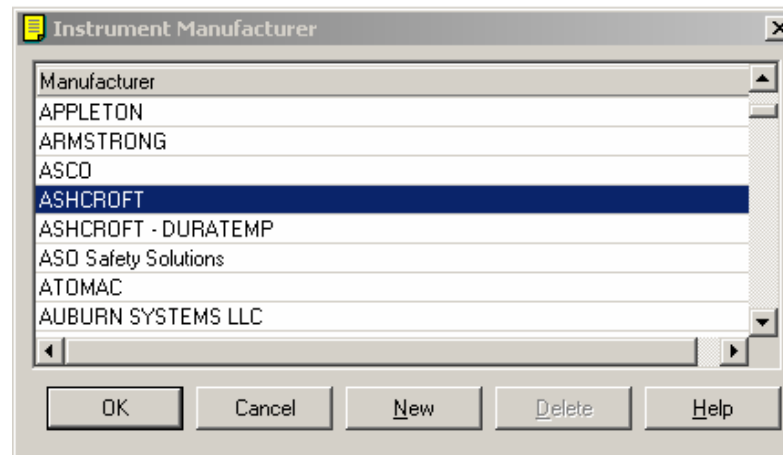 Instrument Manufacturer
Manufacturer
APPLETON
ARMSTRONG
ASCO
ASHCROFT
ASHCROFT - DURATEMP
ASO Safety Solutions
ATOMAC
AUBURN SYSTEMS LLC
OK Cancel New Delete Help